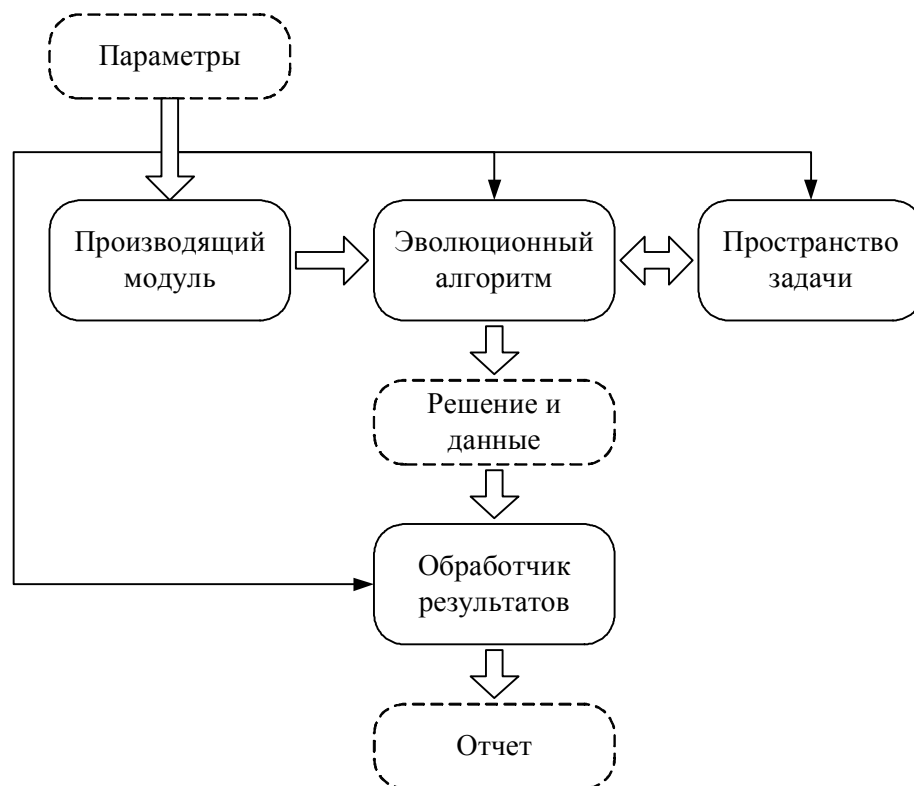 Параметры
Производящий
модуль
Эволюционный
алгоритм
Пространство
задачи
Решение и
данные
Обработчик
результатов
Отчет